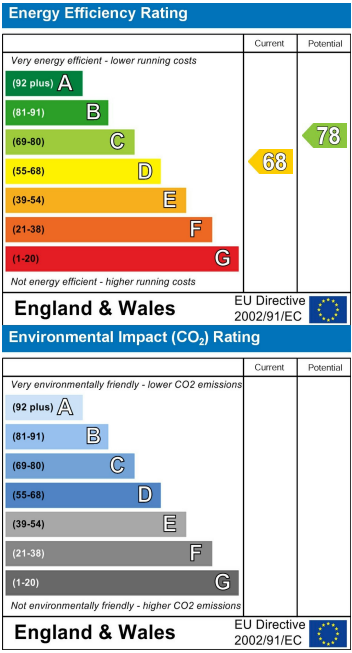 Energy Efficiency Rating
Current Potential
Very energy efficient - lower running costs
(92 plus) A
(81-91) B
(69-80) C
78
(55-68) D
68
(39-54) E
(21-38) F
(1-20) G
Not energy efficient - higher running costs
England & Wales
EU Directive
2002/91/EC
Environmental Impact (CO₂) Rating
Current Potential
Very environmentally friendly - lower CO2 emissions
(92 plus) A
(81-91) B
(69-80) C
(55-68) D
(39-54) E
(21-38) F
(1-20) G
Not environmentally friendly - higher CO2 emissions
England & Wales
EU Directive
2002/91/EC